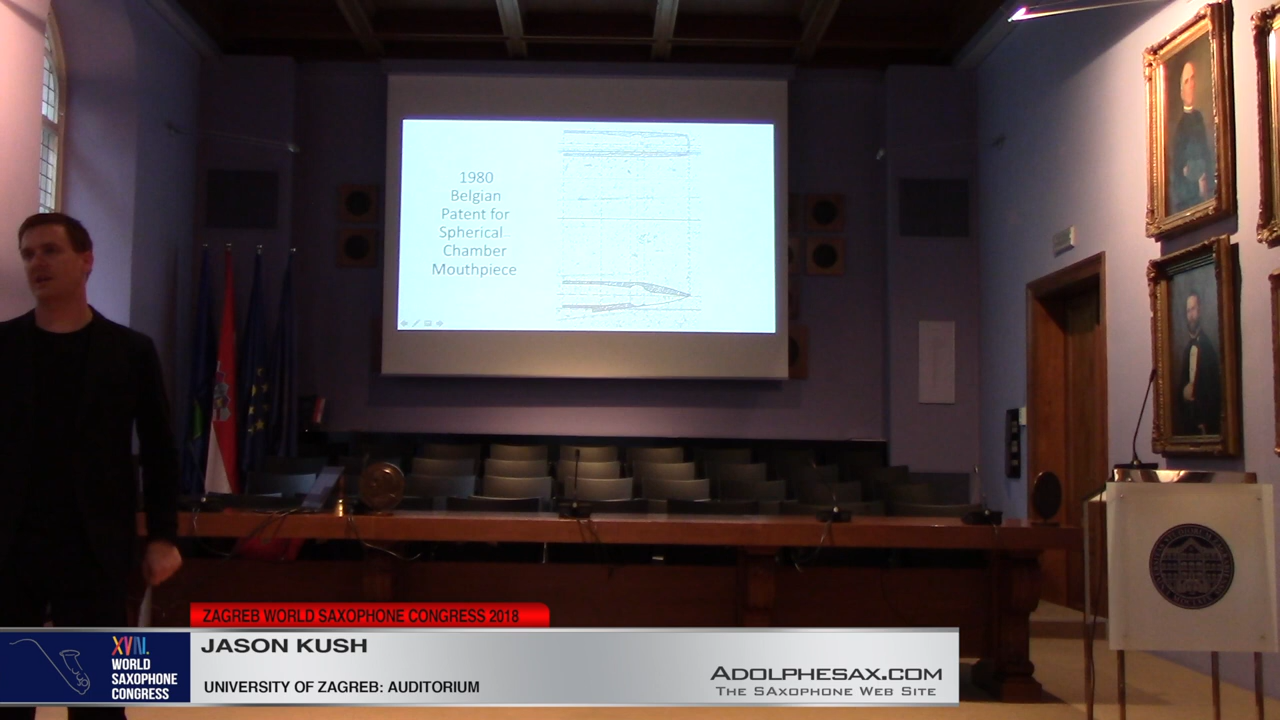 1980
Belgian
Patent for
Spherical-
Chamber
Mouthpiece
ZAGREB WORLD SAXOPHONE CONGRESS 2018
JASON KUSH
UNIVERSITY OF ZAGREB: AUDITORIUM
XVIII.
WORLD
SAXOPHONE
CONGRESS
ADOLPHESAX.COM
THE SAXOPHONE WEB SITE